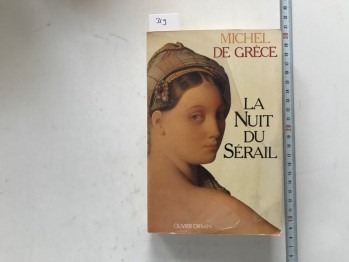 319
MICHEL
DE GRÈCE
LA
NUIT
DU
SÉRAIL
OLIVIER ORBAN